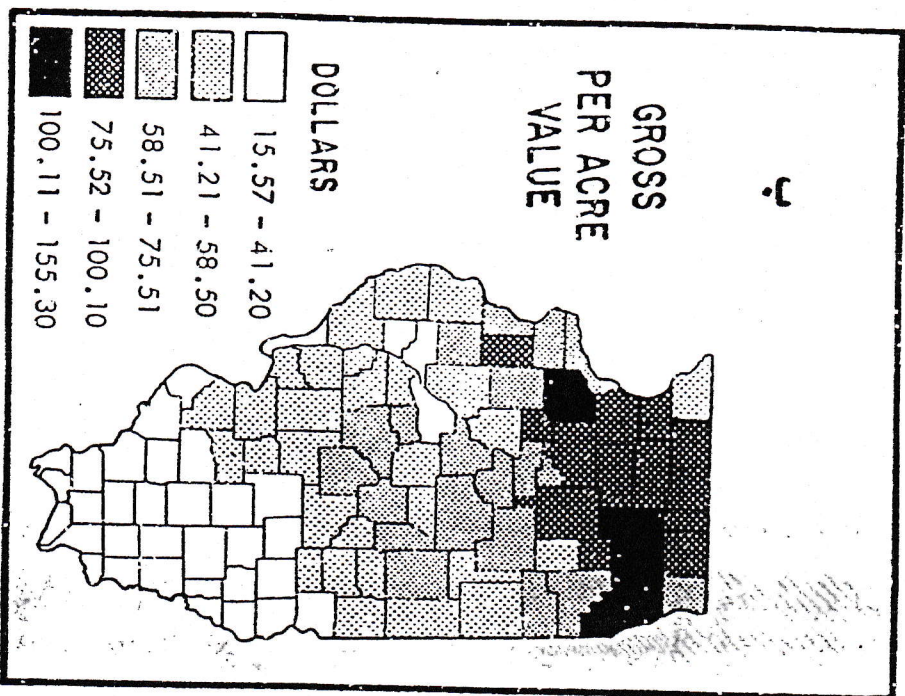 J.
GROSS
PER ACRE
VALUE
DOLLARS
15.57 - 41.20
41.21 - 58.50
58.51 - 75.51
75.52 - 100.10
100.11 - 155.30